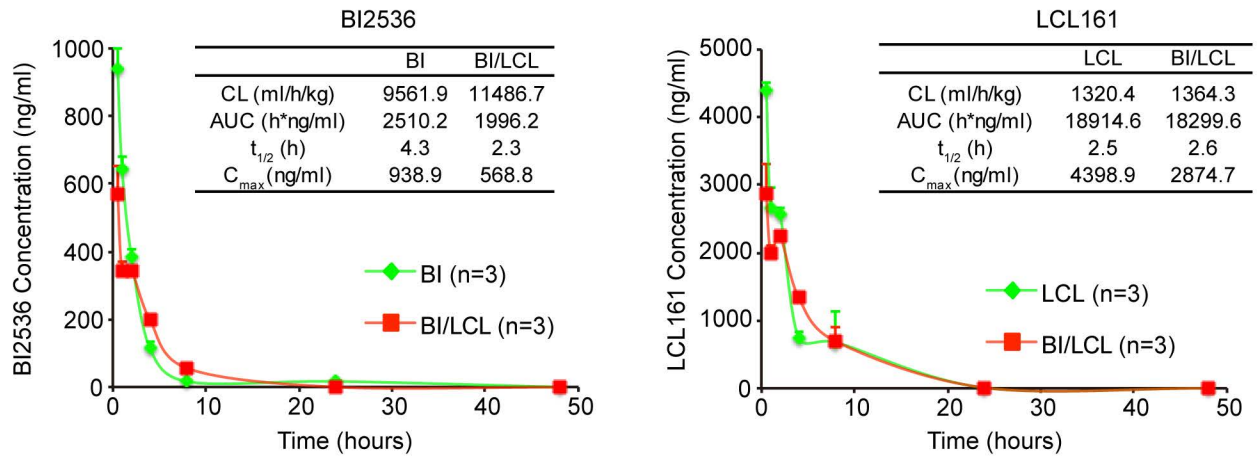 BI2536
BI2536 Concentration (ng/ml)
1000
800
600
400
200
0
0 10 20 30 40 50
Time (hours)
BI BI/LCL
CL (ml/h/kg) 9561.9 11486.7
AUC (h*ng/ml) 2510.2 1996.2
t1/2 (h) 4.3 2.3
Cmax(ng/ml) 938.9 568.8
BI (n=3)
BI/LCL (n=3)
LCL161
LCL161 Concentration (ng/ml)
5000
4000
3000
2000
1000
0
0 10 20 30 40 50
Time (hours)
LCL BI/LCL
CL (ml/h/kg) 1320.4 1364.3
AUC (h*ng/ml) 18914.6 18299.6
t1/2 (h) 2.5 2.6
Cmax(ng/ml) 4398.9 2874.7
LCL (n=3)
BI/LCL (n=3)